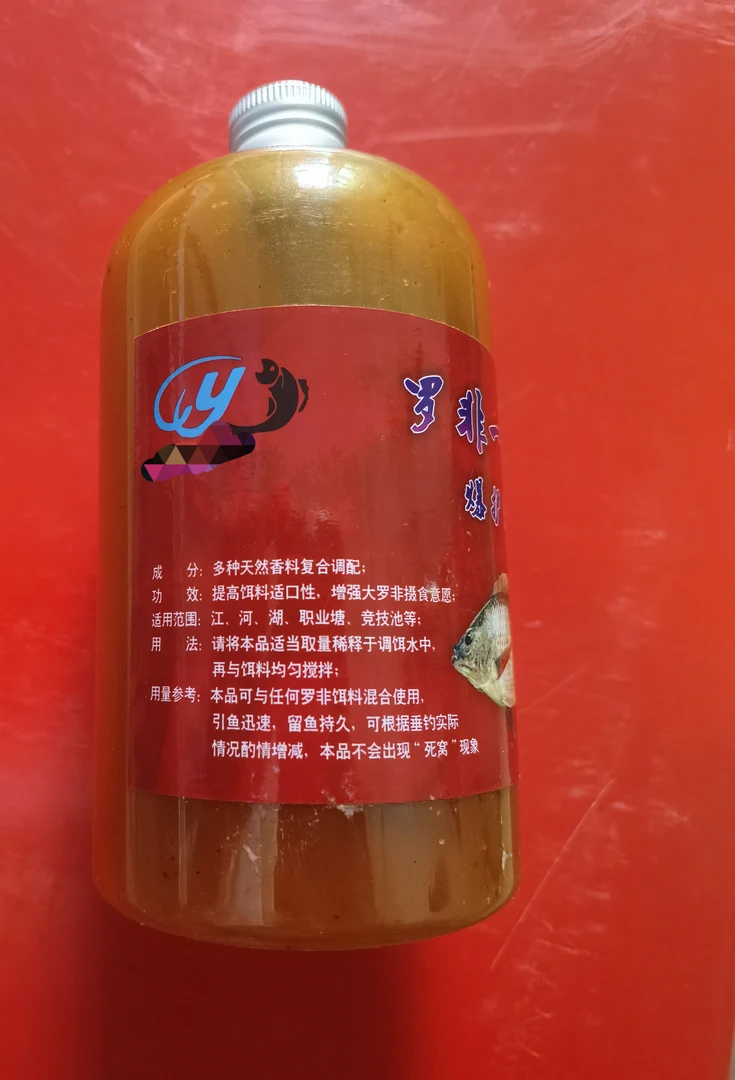 y
罗非
爆
成 分：多种天然香料复合调配；
功 效：提高饵料适口性，增强大罗非摄食意愿；
适用范围：江、河、湖、职业塘、竞技池等；
用 法：请将本品适当取量稀释于调饵水中，
再与饵料均匀搅拌；
用量参考：本品可与任何罗非饵料混合使用，
引鱼迅速，留鱼持久，可根据垂钓实际
情况酌情增减，本品不会出现“死窝”现象